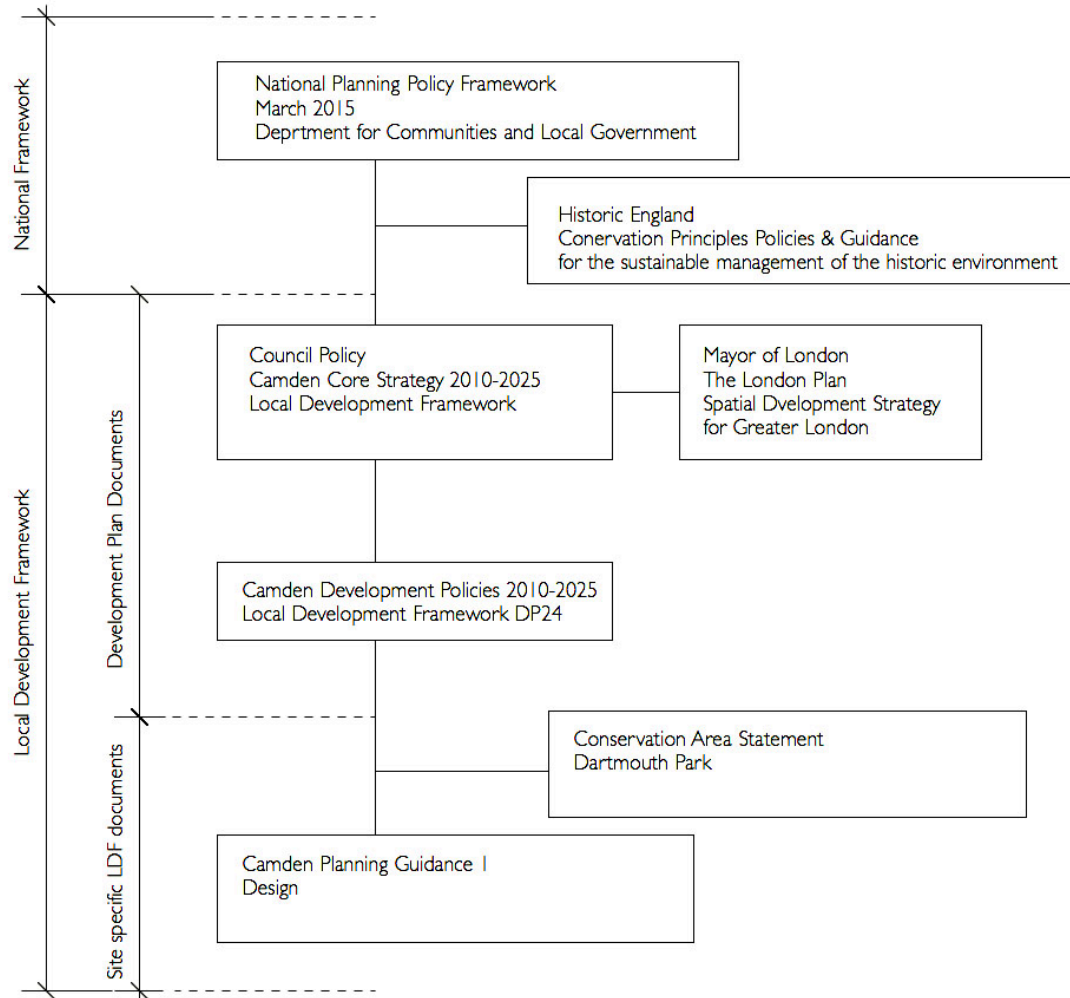 National Framework
National Planning Policy Framework
March 2015
Deprtment for Communities and Local Government
Historic England
Conervation Principles Policies & Guidance
for the sustainable management of the historic environment
Local Development Framework
Development Plan Documents
Council Policy
Camden Core Strategy 2010-2025
Local Development Framework
Mayor of London
The London Plan
Spatial Dvelopment Strategy
for Greater London
Camden Development Policies 2010-2025
Local Development Framework DP24
Site specific LDF documents
Conservation Area Statement
Dartmouth Park
Camden Planning Guidance 1
Design